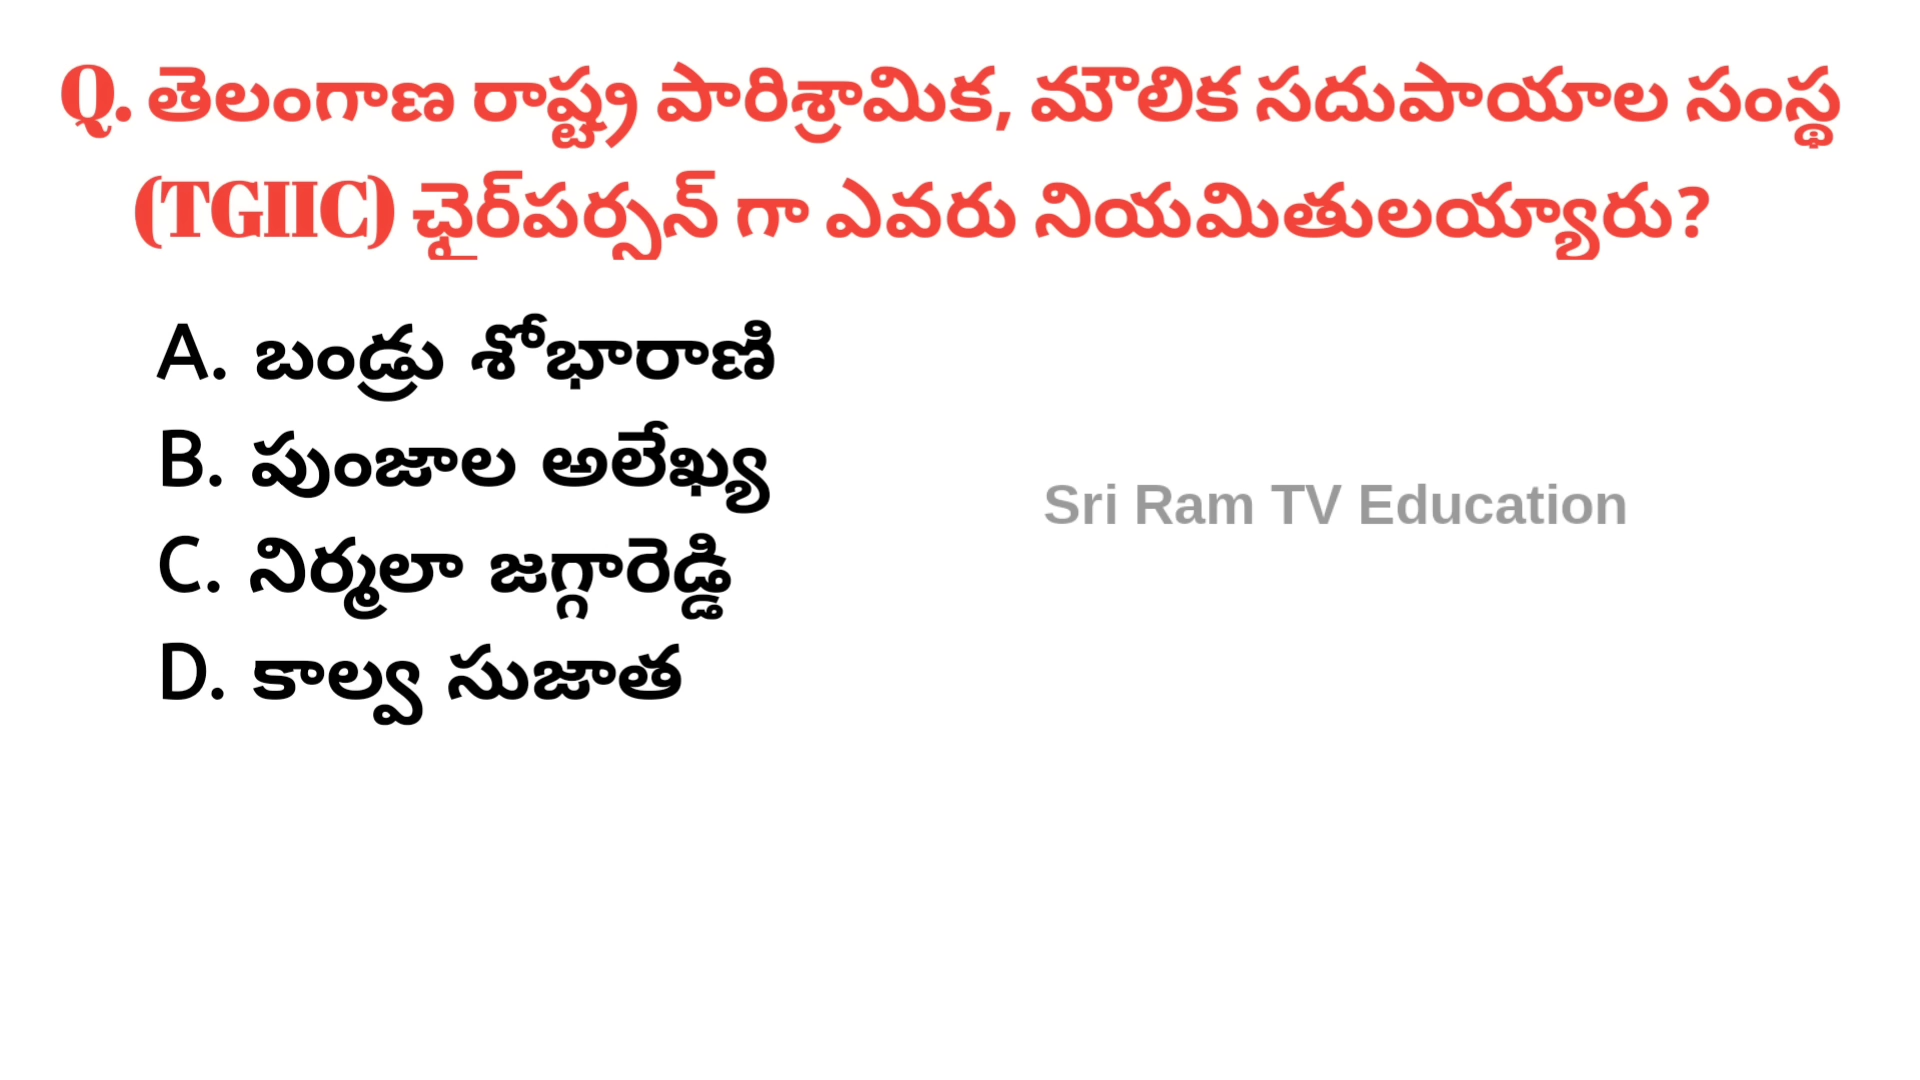 Q. తెలంగాణ రాష్ట్ర పారిశ్రామిక, మౌలిక సదుపాయాల సంస్థ
(TGIIC) ఛైర్‌పర్సన్ గా ఎవరు నియమితులయ్యారు?
A. బండ్రు శోభారాణి
B. పుంజాల అలేఖ్య
C. నిర్మలా జగ్గారెడ్డి
D. కాల్వ సుజాత
Sri Ram TV Education